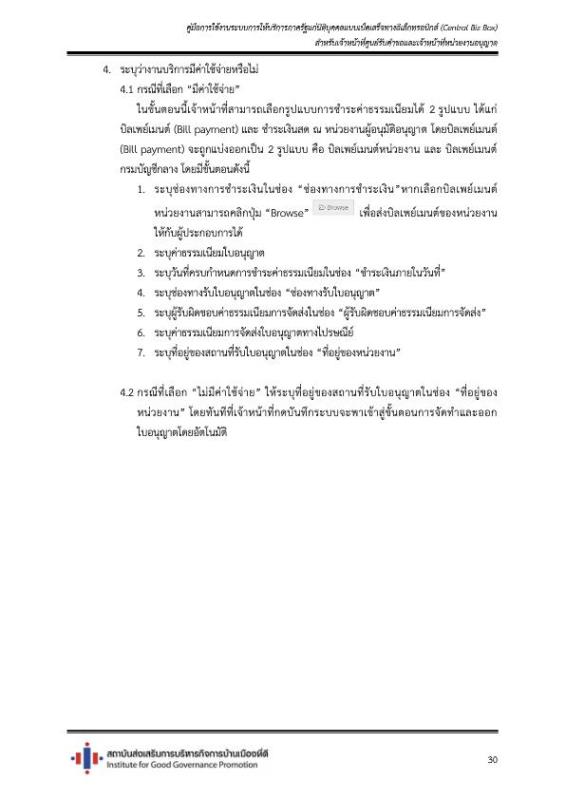 คู่มือการใช้งานระบบการให้บริการภาครัฐแก่นิติบุคคลแบบเบ็ดเสร็จทางอิเล็กทรอนิกส์ (Central Biz Box)
สำหรับเจ้าหน้าที่ศูนย์รับคำขอและเจ้าหน้าที่หน่วยงานอนุญาต
4. ระบุว่างานบริการมีค่าใช้จ่ายหรือไม่
4.1 กรณีที่เลือก “มีค่าใช้จ่าย”
ในขั้นตอนนี้เจ้าหน้าที่สามารถเลือกรูปแบบการชำระค่าธรรมเนียมได้ 2 รูปแบบ ได้แก่
บิลเพย์เมนต์ (Bill payment) และ ชำระเงินสด ณ หน่วยงานผู้อนุมัติอนุญาต โดยบิลเพย์เมนต์
(Bill payment) จะถูกแบ่งออกเป็น 2 รูปแบบ คือ บิลเพย์เมนต์หน่วยงาน และ บิลเพย์เมนต์
กรมบัญชีกลาง โดยมีขั้นตอนดังนี้
1. ระบุช่องทางการชำระเงินในช่อง “ช่องทางการชำระเงิน”หากเลือกบิลเพย์เมนต์
หน่วยงานสามารถคลิกปุ่ม “Browse” Browse เพื่อส่งบิลเพย์เมนต์ของหน่วยงาน
ให้กับผู้ประกอบการได้
2. ระบุค่าธรรมเนียมใบอนุญาต
3. ระบุวันที่ครบกำหนดการชำระค่าธรรมเนียมในช่อง “ชำระเงินภายในวันที่”
4. ระบุช่องทางรับใบอนุญาตในช่อง “ช่องทางรับใบอนุญาต”
5. ระบุผู้รับผิดชอบค่าธรรมเนียมการจัดส่งในช่อง “ผู้รับผิดชอบค่าธรรมเนียมการจัดส่ง”
6. ระบุค่าธรรมเนียมการจัดส่งใบอนุญาตทางไปรษณีย์
7. ระบุที่อยู่ของสถานที่รับใบอนุญาตในช่อง “ที่อยู่ของหน่วยงาน”
4.2 กรณีที่เลือก “ไม่มีค่าใช้จ่าย” ให้ระบุที่อยู่ของสถานที่รับใบอนุญาตในช่อง “ที่อยู่ของ
หน่วยงาน” โดยทันทีที่เจ้าหน้าที่กดบันทึกระบบจะพาเข้าสู่ขั้นตอนการจัดทำและออก
ใบอนุญาตโดยอัตโนมัติ
สถาบันส่งเสริมการบริหารกิจการบ้านเมืองที่ดี
Institute for Good Governance Promotion
30